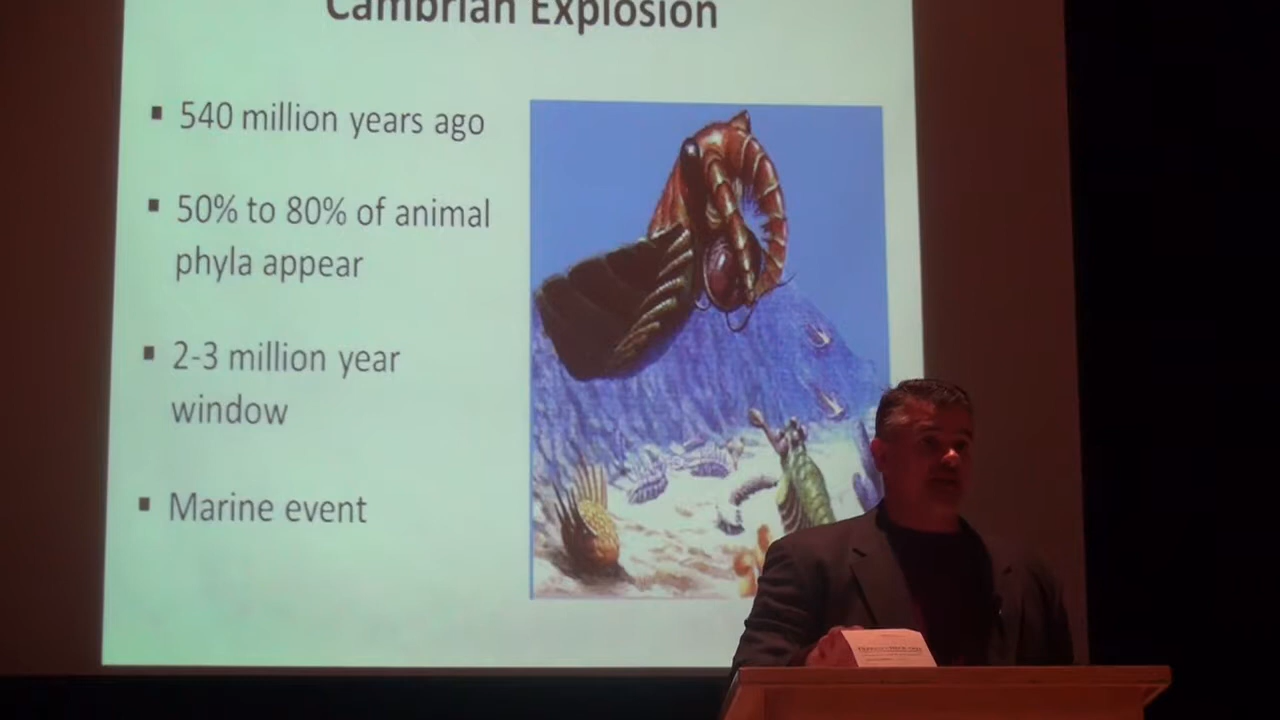 Cambrian Explosion
▪ 540 million years ago
▪ 50% to 80% of animal
phyla appear
▪ 2-3 million year
window
▪ Marine event